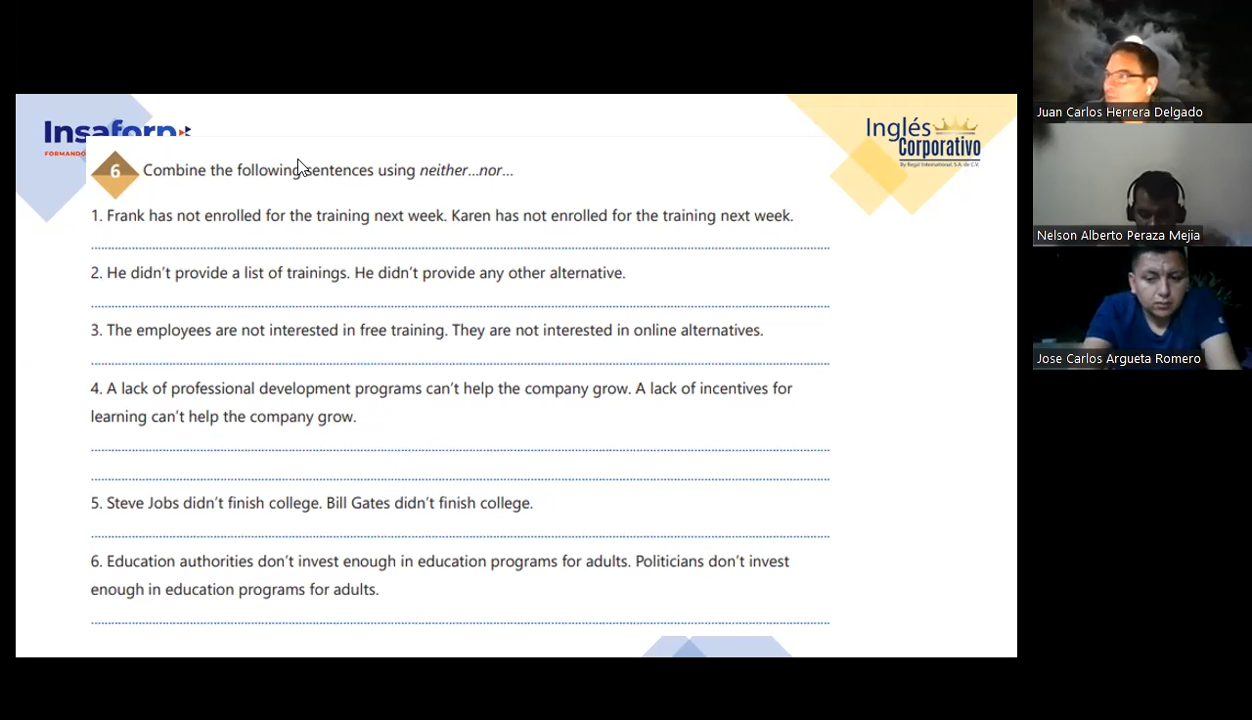 Insaforp
FORMANDO
Inglés
Corporativo
By Regal International, S.A. de C.V.
6 Combine the following sentences using neither...nor...
1. Frank has not enrolled for the training next week. Karen has not enrolled for the training next week.
2. He didn't provide a list of trainings. He didn't provide any other alternative.
3. The employees are not interested in free training. They are not interested in online alternatives.
4. A lack of professional development programs can't help the company grow. A lack of incentives for
learning can't help the company grow.
5. Steve Jobs didn't finish college. Bill Gates didn't finish college.
6. Education authorities don't invest enough in education programs for adults. Politicians don't invest
enough in education programs for adults.
Juan Carlos Herrera Delgado
Nelson Alberto Peraza Mejia
Jose Carlos Argueta Romero